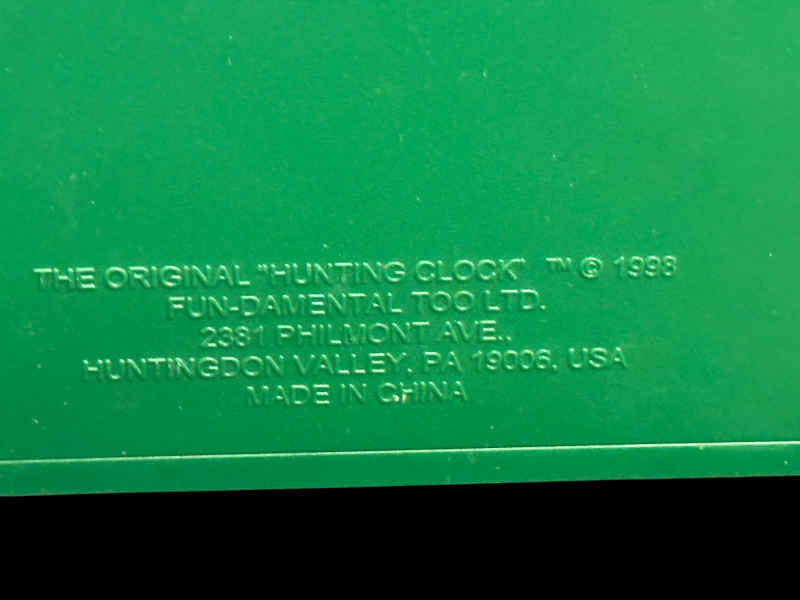 THE ORIGINAL "HUNTING CLOCK" ™ © 1998
FUN-DAMENTAL TOO LTD.
2381 PHILMONT AVE.,
HUNTINGDON VALLEY, PA 19006, USA
MADE IN CHINA